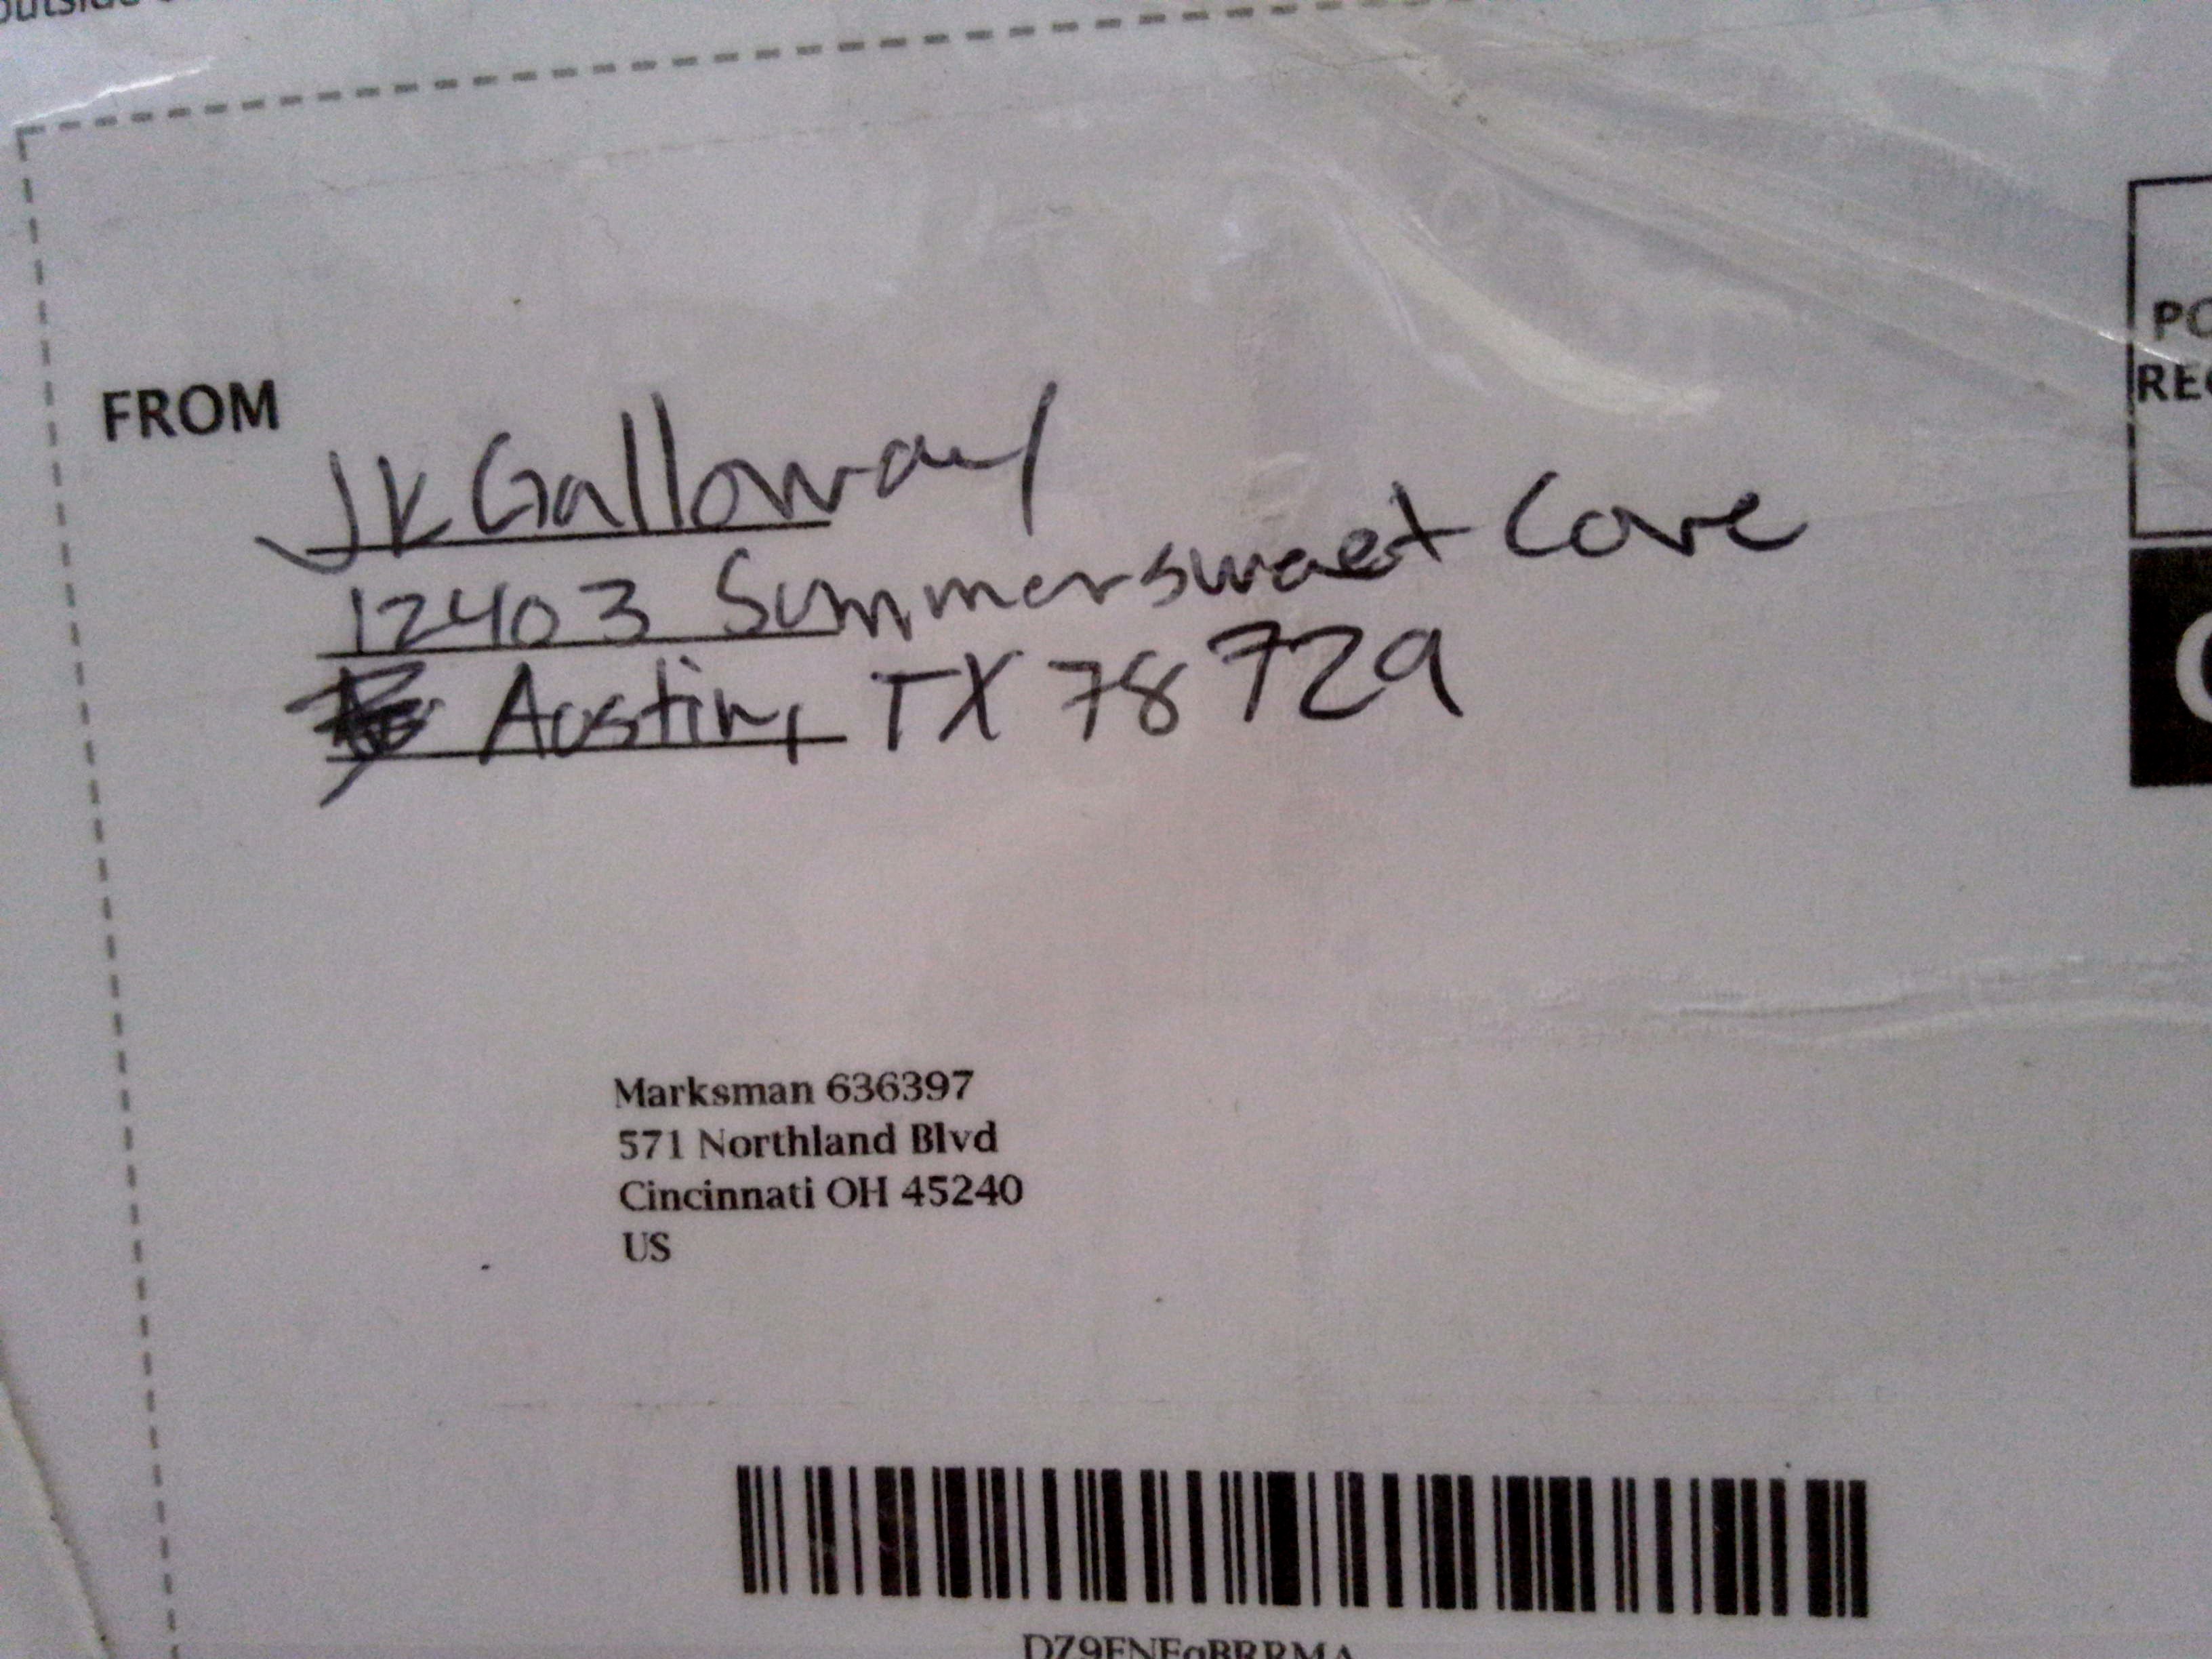 FROM
JK Galloway
12403 Summersweet Cove
Austin, TX 78729
Marksman 636397
571 Northland Blvd
Cincinnati OH 45240
US